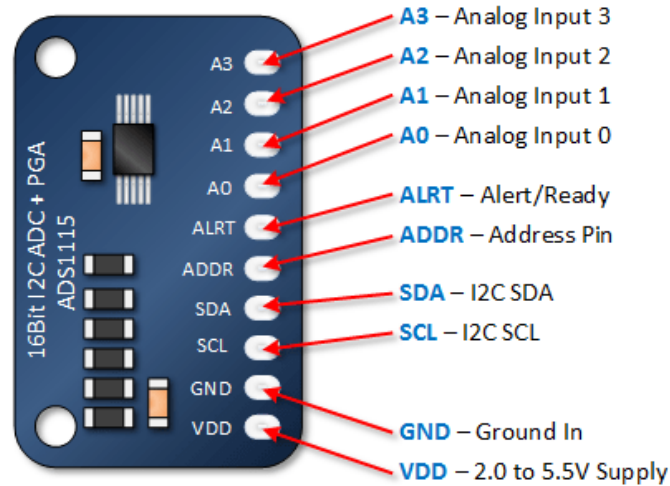 A3 – Analog Input 3
A2 – Analog Input 2
A1 – Analog Input 1
A0 – Analog Input 0
ALRT – Alert/Ready
ADDR – Address Pin
SDA – I2C SDA
SCL – I2C SCL
GND – Ground In
VDD – 2.0 to 5.5V Supply
A3
A2
A1
A0
ALRT
ADDR
SDA
SCL
GND
VDD
16Bit I2C ADC + PGA
ADS1115